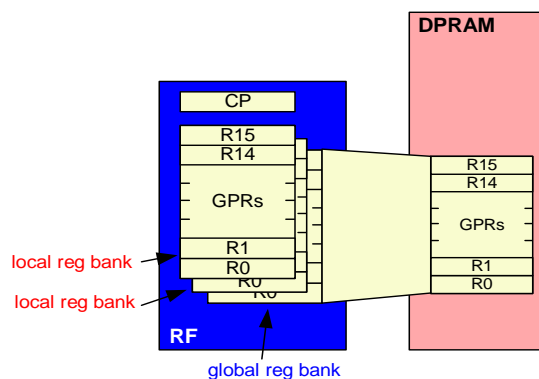 DPRAM
CP
R15
R14
GPRs
R1
R0
R0
R0
R15
R14
GPRs
R1
R0
local reg bank
local reg bank
RF
global reg bank